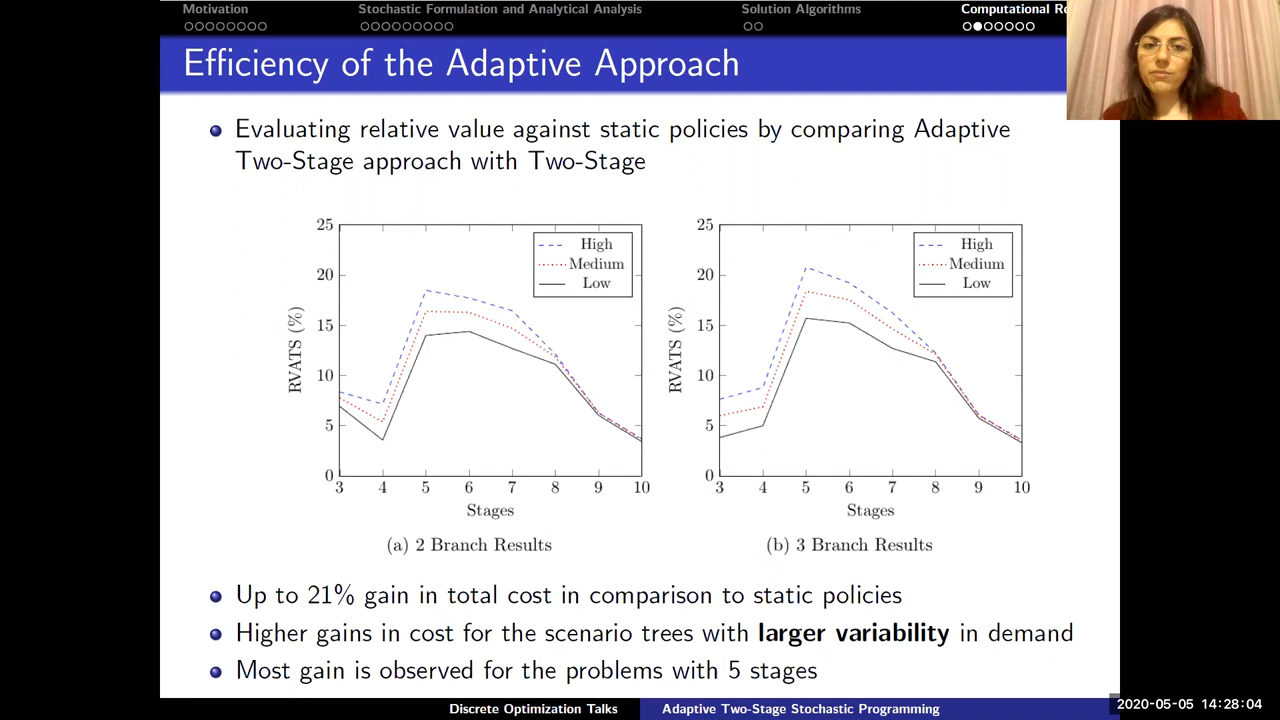 Motivation
Stochastic Formulation and Analytical Analysis
Solution Algorithms
Computational Re
Efficiency of the Adaptive Approach
Evaluating relative value against static policies by comparing Adaptive
Two-Stage approach with Two-Stage
25
20
15
10
5
0
RVATS (%)
High
Medium
Low
3 4 5 6 7 8 9 10
Stages
(a) 2 Branch Results
25
20
15
10
5
0
RVATS (%)
High
Medium
Low
3 4 5 6 7 8 9 10
Stages
(b) 3 Branch Results
Up to 21% gain in total cost in comparison to static policies
Higher gains in cost for the scenario trees with larger variability in demand
Most gain is observed for the problems with 5 stages
Discrete Optimization Talks
Adaptive Two-Stage Stochastic Programming
2020-05-05 14:28:04